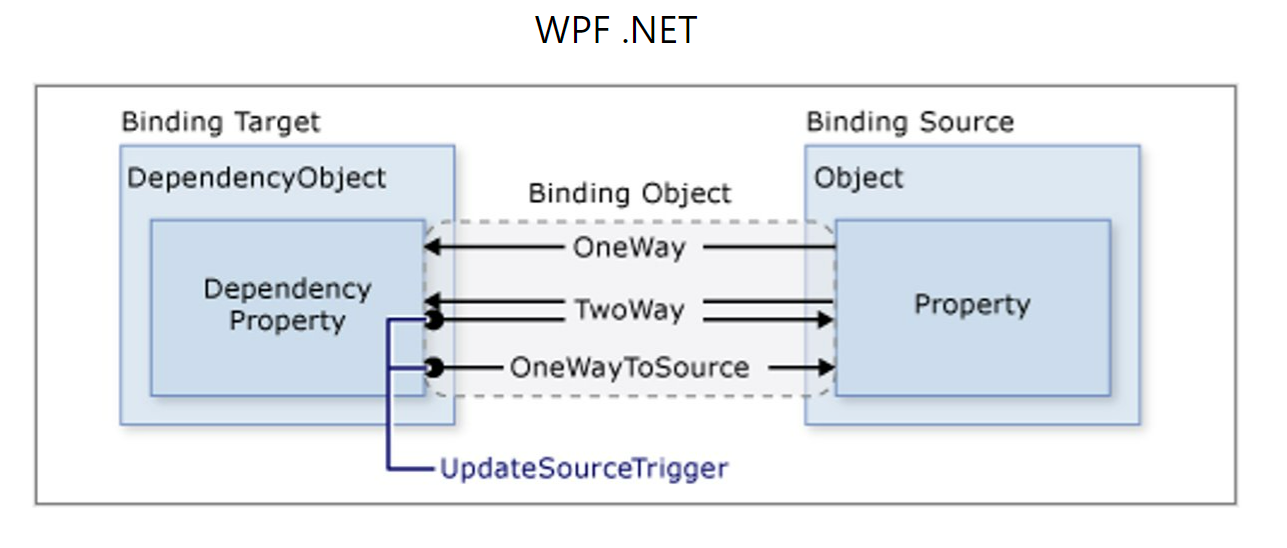 WPF .NET
Binding Target
Binding Source
DependencyObject
Object
Binding Object
OneWay
Dependency
Property
TwoWay
Property
OneWayToSource
UpdateSourceTrigger